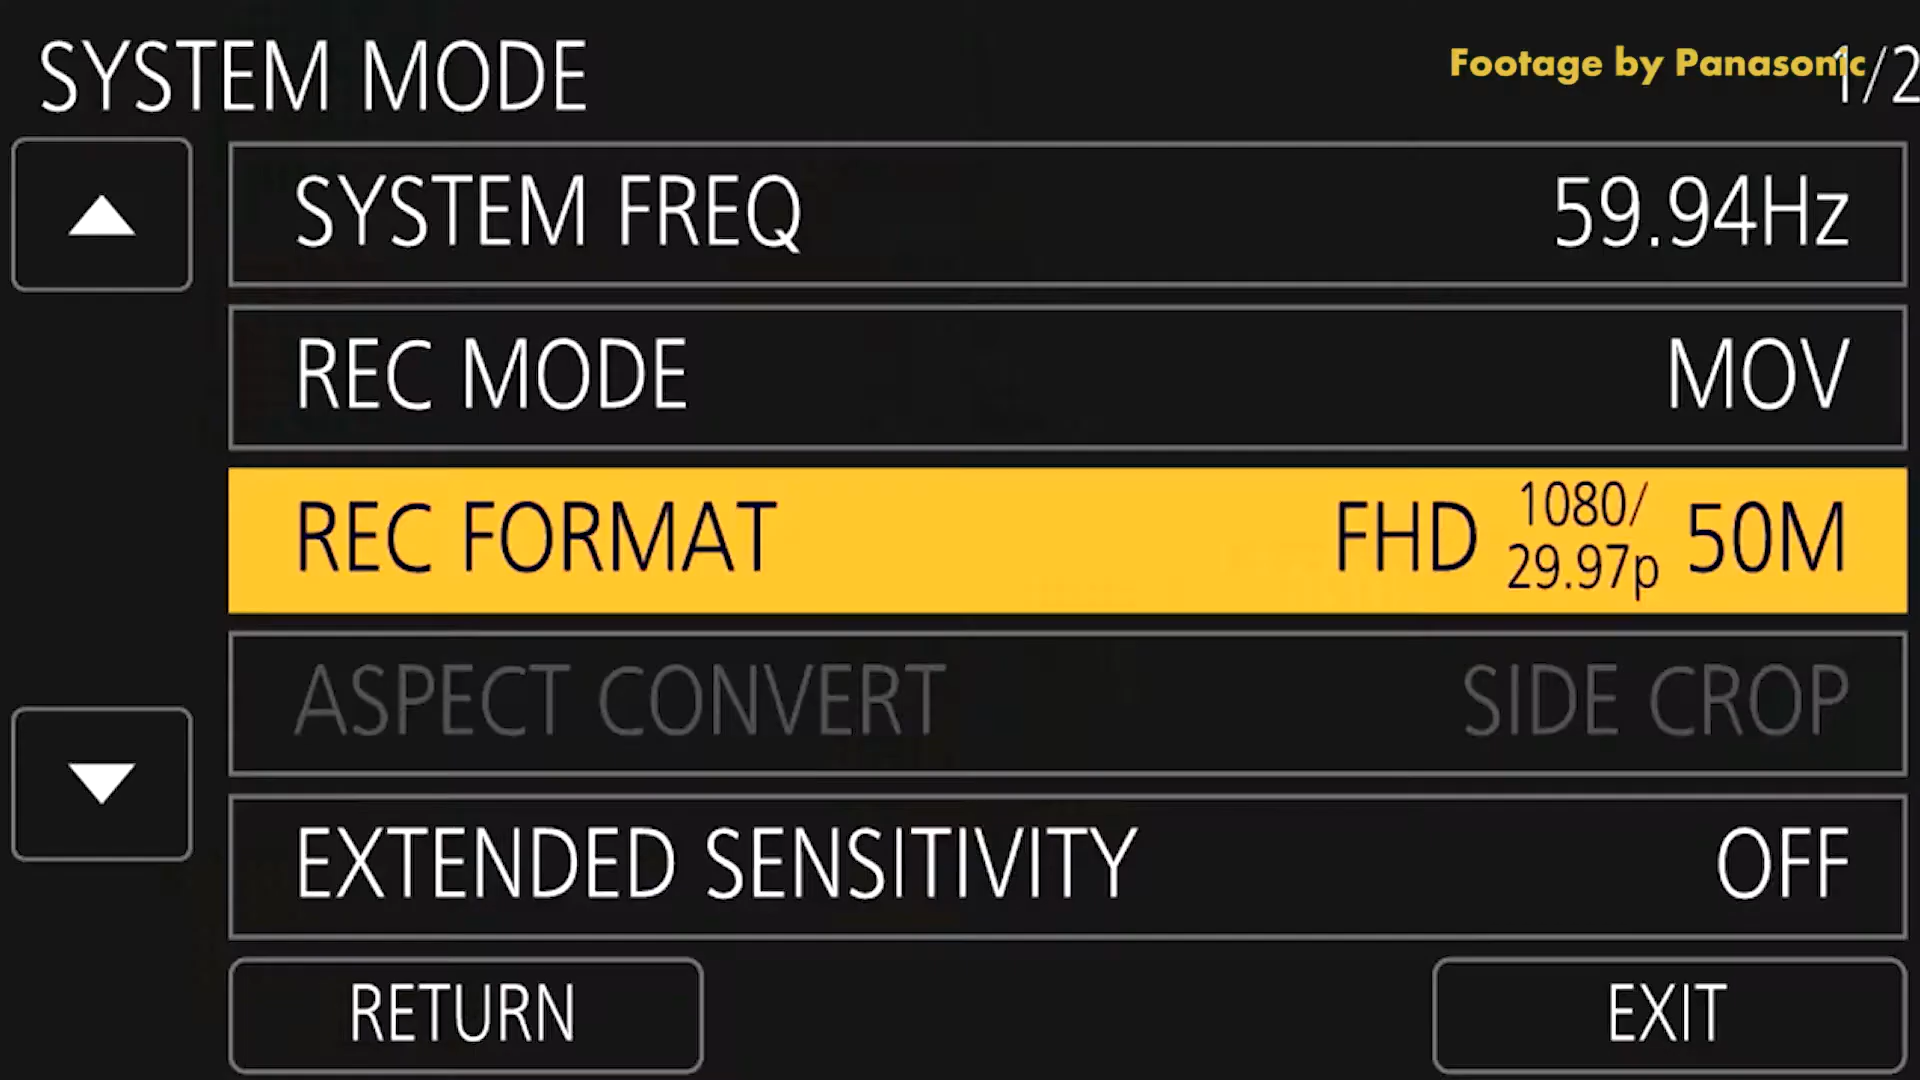 SYSTEM MODE
Footage by Panasonic
1/2
SYSTEM FREQ 59.94Hz
REC MODE MOV
REC FORMAT FHD 1080/ 29.97p 50M
ASPECT CONVERT SIDE CROP
EXTENDED SENSITIVITY OFF
RETURN EXIT